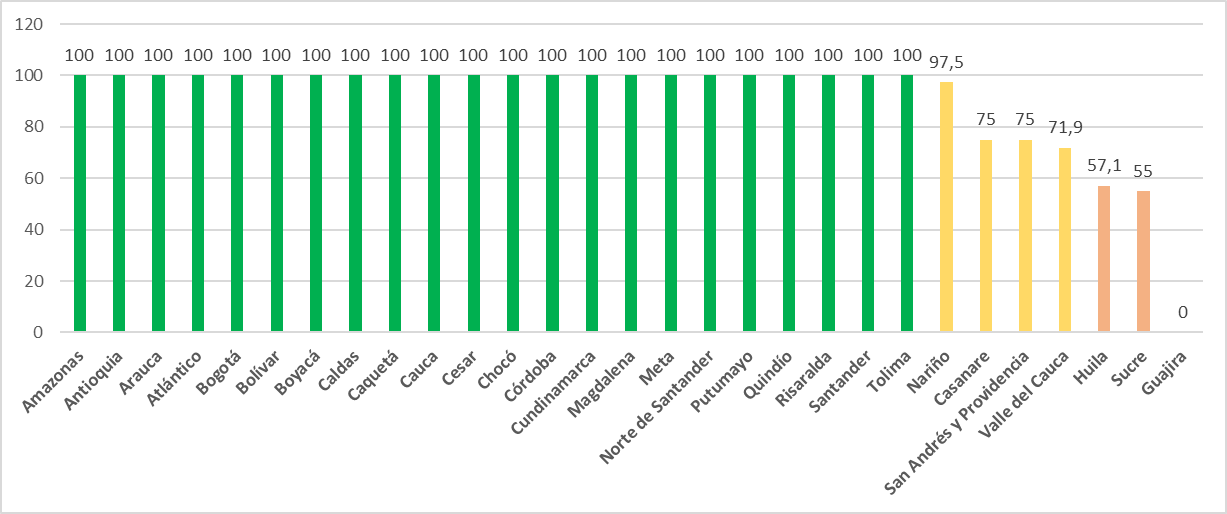 120
100
80
60
40
20
0
100 100 100 100 100 100 100 100 100 100 100 100 100 100 100 100 100 100 100 100 100 100 97,5 75 75 71,9 57,1 55 0
Amazonas
Antioquia
Arauca
Atlántico
Bogotá
Bolívar
Boyacá
Caldas
Caquetá
Cauca
Cesar
Chocó
Córdoba
Cundinamarca
Magdalena
Meta
Norte de Santander
Putumayo
Quindío
Risaralda
Santander
Tolima
Nariño
Casanare
San Andrés y Providencia
Valle del Cauca
Huila
Sucre
Guajira